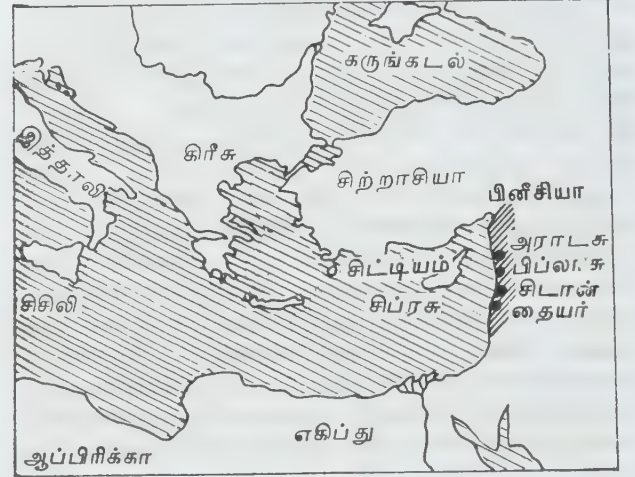 கருங்கடல்
கிரீசு
இத்தாலி
சிற்றாசியா
பினீசியா
அராடசு
சிட்டியம்
பிப்லாசு
சிசிலி
சிப்ரசு
சிடான்
தையர்
எகிப்து
ஆப்பிரிக்கா